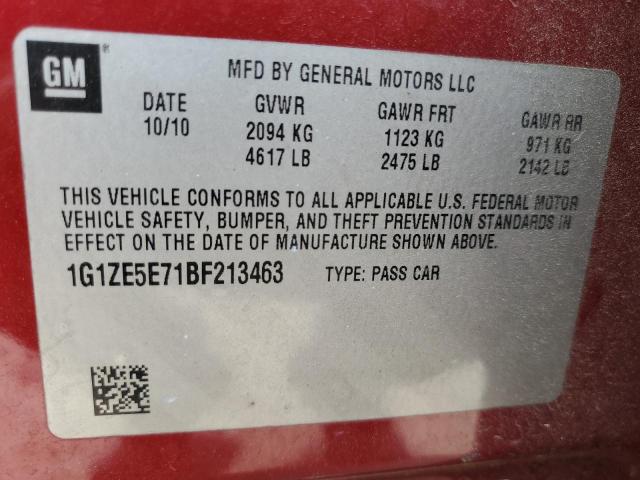 GM ®
MFD BY GENERAL MOTORS LLC
DATE GVWR GAWR FRT GAWR RR
10/10 2094 KG 1123 KG 971 KG
4617 LB 2475 LB 2142 LB
THIS VEHICLE CONFORMS TO ALL APPLICABLE U.S. FEDERAL MOTOR
VEHICLE SAFETY, BUMPER, AND THEFT PREVENTION STANDARDS IN
EFFECT ON THE DATE OF MANUFACTURE SHOWN ABOVE.
1G1ZE5E71BF213463 TYPE: PASS CAR